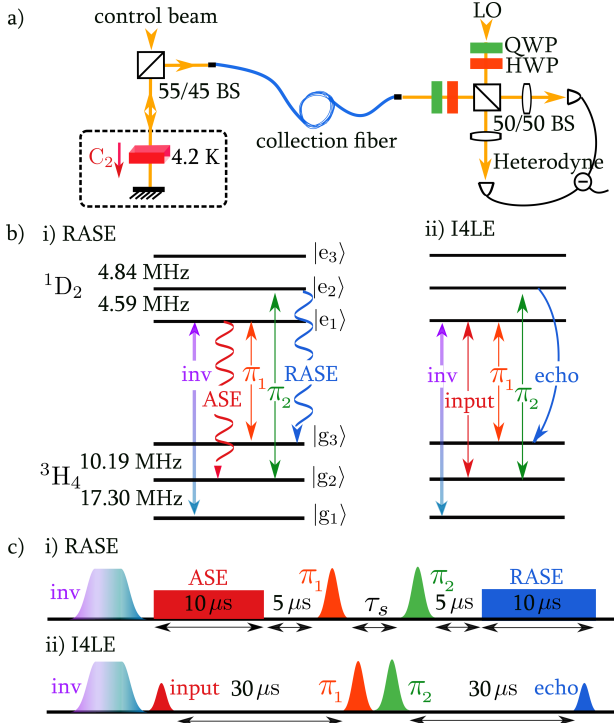 a)
control beam
LO
QWP
HWP
55/45 BS
50/50 BS
collection fiber
C₂
4.2 K
Heterodyne
b) i) RASE
ii) I4LE
|e₃⟩
¹D₂
4.84 MHz
|e₂⟩
4.59 MHz
|e₁⟩
inv
ASE
π₁
π₂
RASE
inv
input
π₁
π₂
echo
|g₃⟩
³H₄
10.19 MHz
|g₂⟩
17.30 MHz
|g₁⟩
c) i) RASE
inv
ASE
10 μs
5 μs
π₁
τₛ
π₂
5 μs
RASE
10 μs
ii) I4LE
inv
input
30 μs
π₁
π₂
30 μs
echo